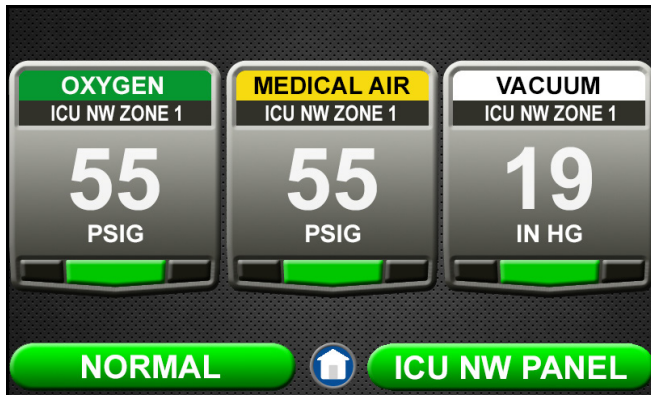 OXYGEN
ICU NW ZONE 1
55
PSIG
MEDICAL AIR
ICU NW ZONE 1
55
PSIG
VACUUM
ICU NW ZONE 1
19
IN HG
NORMAL
ICU NW PANEL